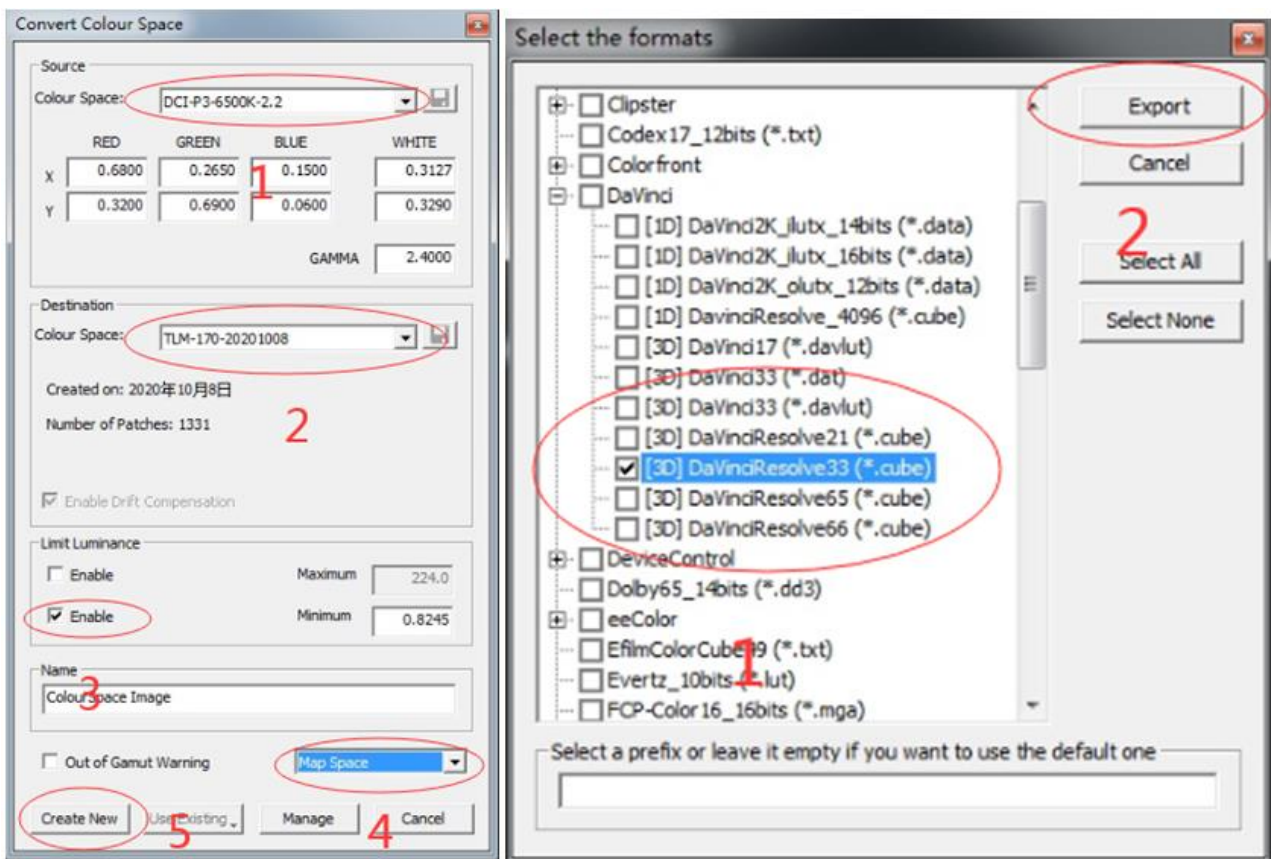 Convert Colour Space
Source
Colour Space:
DCI-P3-6500K-2.2
RED GREEN BLUE WHITE
X 0.6800 0.2650 0.1500 0.3127
1
Y 0.3200 0.6900 0.0600 0.3290
GAMMA 2.4000
Destination
Colour Space:
TLM-170-20201008
Created on: 2020年10月8日
Number of Patches: 1331
2
Enable Drift Compensation
Limit Luminance
Enable Maximum 224.0
Enable Minimum 0.8245
Name
ColourSpace Image
3
Out of Gamut Warning Map Space
Create New Use Existing Manage Cancel
5 4
Select the formats
Clipster
Codex17_12bits (*.txt)
Colorfront
DaVinci
[1D] DaVinci2K_ilutx_14bits (*.data)
[1D] DaVinci2K_ilutx_16bits (*.data)
[1D] DaVinci2K_olutx_12bits (*.data)
[1D] DavinciResolve_4096 (*.cube)
[3D] DaVinci17 (*.davlut)
[3D] DaVinci33 (*.dat)
[3D] DaVinci33 (*.davlut)
[3D] DaVinciResolve21 (*.cube)
[3D] DaVinciResolve33 (*.cube)
[3D] DaVinciResolve65 (*.cube)
[3D] DaVinciResolve66 (*.cube)
DeviceControl
Dolby65_14bits (*.dd3)
eeColor
EfilmColorCube99 (*.txt)
Evertz_10bits (*.lut)
1
FCP-Color16_16bits (*.mga)
Export
Cancel
2
Select All
Select None
Select a prefix or leave it empty if you want to use the default one